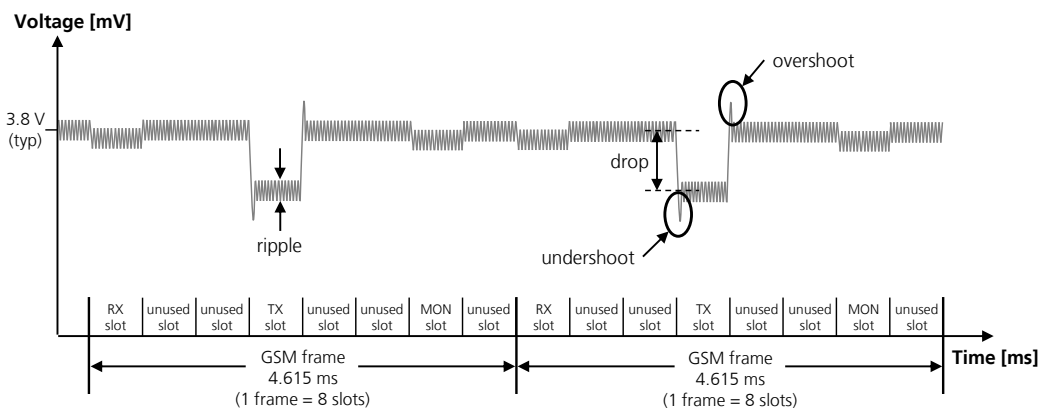 Voltage [mV]
overshoot
3.8 V
(typ)
drop
ripple
undershoot
RX
slot
unused
slot
unused
slot
TX
slot
unused
slot
unused
slot
MON
slot
unused
slot
RX
slot
unused
slot
unused
slot
TX
slot
unused
slot
unused
slot
MON
slot
unused
slot
Time [ms]
GSM frame
4.615 ms
(1 frame = 8 slots)
GSM frame
4.615 ms
(1 frame = 8 slots)